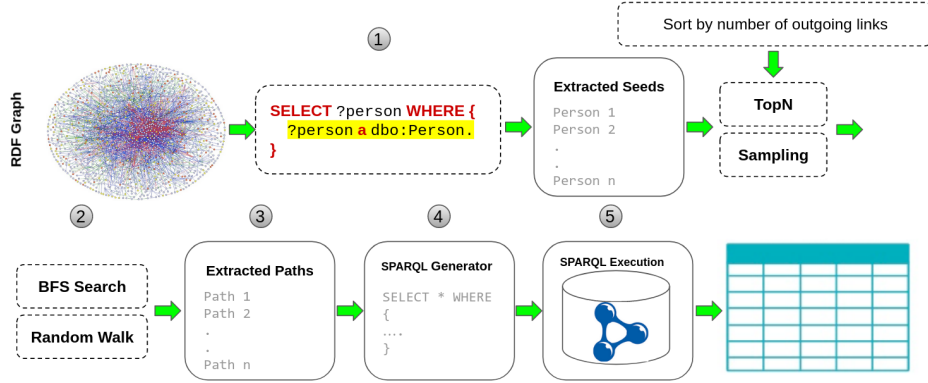 1
Sort by number of outgoing links
RDF Graph
SELECT ?person WHERE {
?person a dbo:Person.
}
Extracted Seeds
Person 1
Person 2
.
.
Person n
TopN
Sampling
2
3
4
5
BFS Search
Random Walk
Extracted Paths
Path 1
Path 2
.
.
Path n
SPARQL Generator
SELECT * WHERE
{
....
}
SPARQL Execution